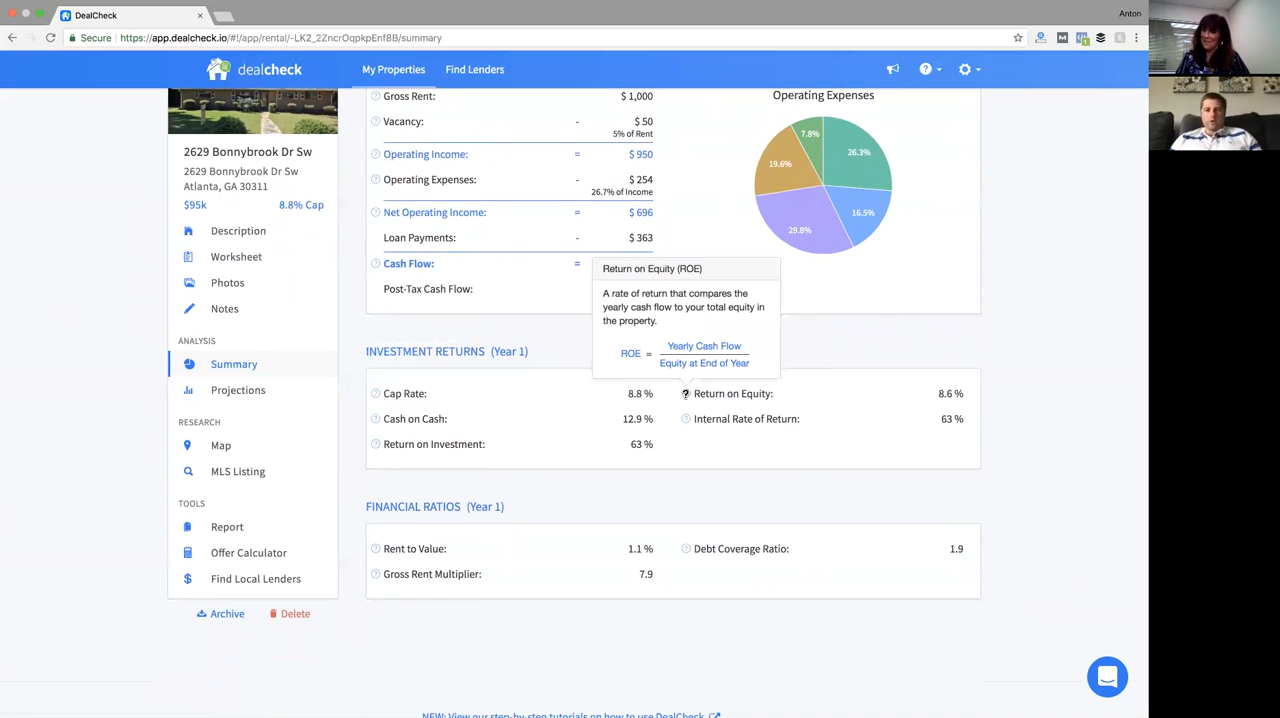 DealCheck
Anton
Secure https://app.dealcheck.io/#!/app/rental/-LK2_2ZncrOqpkpEnf8B/summary
dealcheck
My Properties
Find Lenders
2629 Bonnybrook Dr Sw
2629 Bonnybrook Dr Sw
Atlanta, GA 30311
$95k 8.8% Cap
Description
Worksheet
Photos
Notes
ANALYSIS
Summary
Projections
RESEARCH
Map
MLS Listing
TOOLS
Report
Offer Calculator
Find Local Lenders
Archive Delete
Gross Rent: $ 1,000
Vacancy: - $ 50
5% of Rent
Operating Income: = $ 950
Operating Expenses: - $ 254
26.7% of Income
Net Operating Income: = $ 696
Loan Payments: - $ 363
Cash Flow: =
Post-Tax Cash Flow:
Operating Expenses
7.8%
26.3%
19.6%
16.5%
29.8%
Return on Equity (ROE)
A rate of return that compares the
yearly cash flow to your total equity in
the property.
ROE = Yearly Cash Flow
Equity at End of Year
INVESTMENT RETURNS (Year 1)
Cap Rate: 8.8 %
Cash on Cash: 12.9 %
Return on Investment: 63 %
Return on Equity: 8.6 %
Internal Rate of Return: 63 %
FINANCIAL RATIOS (Year 1)
Rent to Value: 1.1 %
Gross Rent Multiplier: 7.9
Debt Coverage Ratio: 1.9
NEW: View our step-by-step tutorials on how to use DealCheck